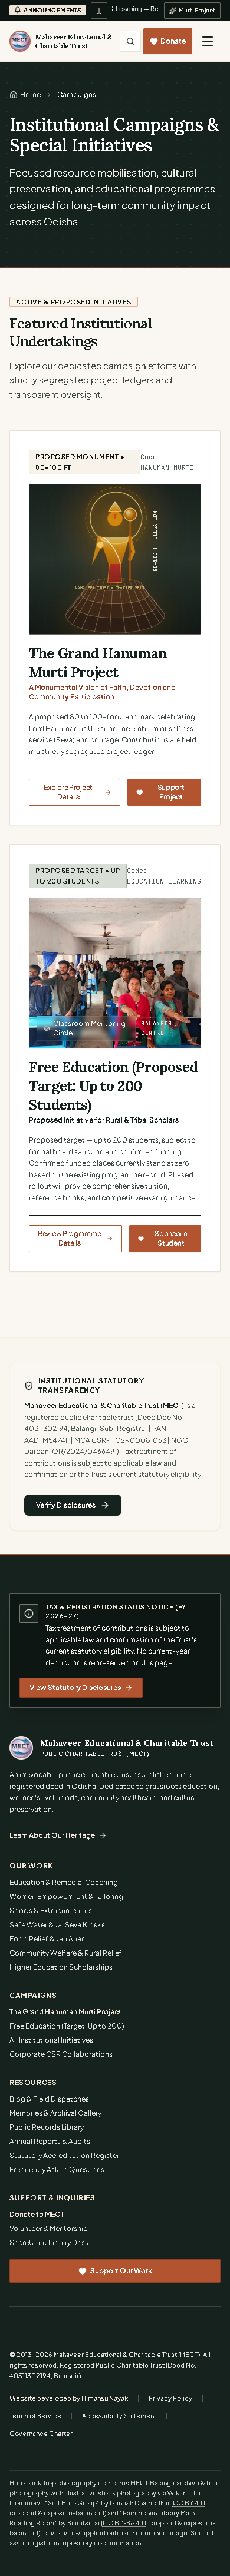 ANNOUNCEMENTS
Learning — Re
Murti Project
MECT
Mahaveer Educational &
Charitable Trust
Donate
Home > Campaigns
Institutional Campaigns &
Special Initiatives
Focused resource mobilisation, cultural
preservation, and educational programmes
designed for long-term community impact
across Odisha.
ACTIVE & PROPOSED INITIATIVES
Featured Institutional
Undertakings
Explore our dedicated campaign efforts with
strictly segregated project ledgers and
transparent oversight.
PROPOSED MONUMENT •
80–100 FT
Code:
HANUMAN_MURTI
80–100 FT ELEVATION
The Grand Hanuman
Murti Project
A Monumental Vision of Faith, Devotion and
Community Participation
A proposed 80 to 100-foot landmark celebrating
Lord Hanuman as the supreme emblem of selfless
service (Seva) and courage. Contributions are held
in a strictly segregated project ledger.
Explore Project
Details →
Support
Project
PROPOSED TARGET • UP
TO 200 STUDENTS
Code:
EDUCATION_LEARNING
Classroom Mentoring
Circle
BALANGIR
CENTRE
Free Education (Proposed
Target: Up to 200
Students)
Proposed Initiative for Rural & Tribal Scholars
Proposed target — up to 200 students, subject to
formal board sanction and confirmed funding.
Confirmed funded places currently stand at zero,
based on the existing programme record. Phased
rollout will provide comprehensive tuition,
reference books, and competitive exam guidance.
Review Programme
Details →
Sponsor a
Student
INSTITUTIONAL STATUTORY
TRANSPARENCY
Mahaveer Educational & Charitable Trust (MECT) is a
registered public charitable trust (Deed Doc No.
40311302194, Balangir Sub-Registrar | PAN:
AADTM5474F | MCA CSR-1: CSR00081063 | NGO
Darpan: OR/2024/0466491). Tax treatment of
contributions is subject to applicable law and
confirmation of the Trust's current statutory eligibility.
Verify Disclosures →
TAX & REGISTRATION STATUS NOTICE (FY
2026–27)
Tax treatment of contributions is subject to
applicable law and confirmation of the Trust's
current statutory eligibility. No current-year
deduction is represented on this page.
View Statutory Disclosures →
MECT
Mahaveer Educational & Charitable Trust
PUBLIC CHARITABLE TRUST (MECT)
An irrevocable public charitable trust established under
registered deed in Odisha. Dedicated to grassroots education,
women's livelihoods, community healthcare, and cultural
preservation.
Learn About Our Heritage →
OUR WORK
Education & Remedial Coaching
Women Empowerment & Tailoring
Sports & Extracurriculars
Safe Water & Jal Seva Kiosks
Food Relief & Jan Ahar
Community Welfare & Rural Relief
Higher Education Scholarships
CAMPAIGNS
The Grand Hanuman Murti Project
Free Education (Target: Up to 200)
All Institutional Initiatives
Corporate CSR Collaborations
RESOURCES
Blog & Field Dispatches
Memories & Archival Gallery
Public Records Library
Annual Reports & Audits
Statutory Accreditation Register
Frequently Asked Questions
SUPPORT & INQUIRIES
Donate to MECT
Volunteer & Mentorship
Secretariat Inquiry Desk
Support Our Work
© 2013–2026 Mahaveer Educational & Charitable Trust (MECT). All
rights reserved. Registered Public Charitable Trust (Deed No.
40311302194, Balangir).
Website developed by Himansu Nayak | Privacy Policy |
Terms of Service | Accessibility Statement |
Governance Charter
Hero backdrop photography combines MECT Balangir archive & field
photography with illustrative stock photography via Wikimedia
Commons: "Self Help Group" by Ganesh Dhamodkar (CC BY 4.0,
cropped & exposure-balanced) and "Rammohun Library Main
Reading Room" by Sumitsurai (CC BY-SA 4.0, cropped & exposure-
balanced), plus a user-supplied outreach reference image. See full
asset register in repository documentation.